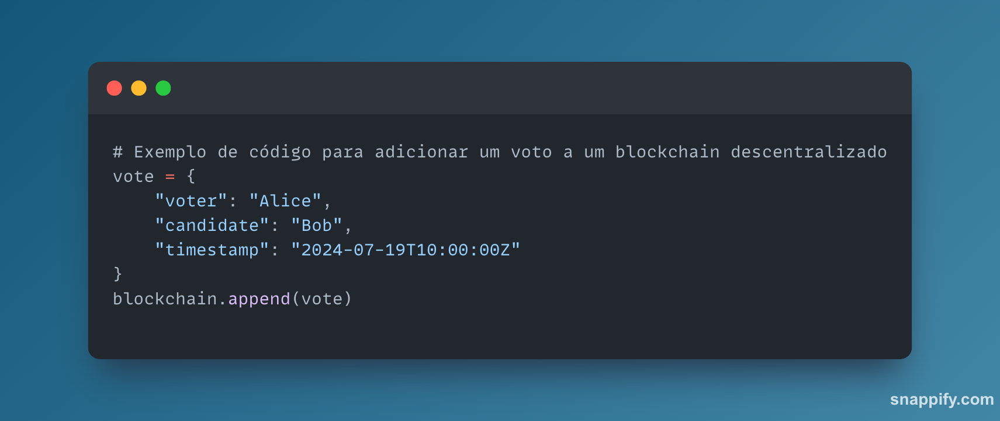 # Exemplo de código para adicionar um voto a um blockchain descentralizado
vote = {
    "voter": "Alice",
    "candidate": "Bob",
    "timestamp": "2024-07-19T10:00:00Z"
}
blockchain.append(vote)
snappify.com